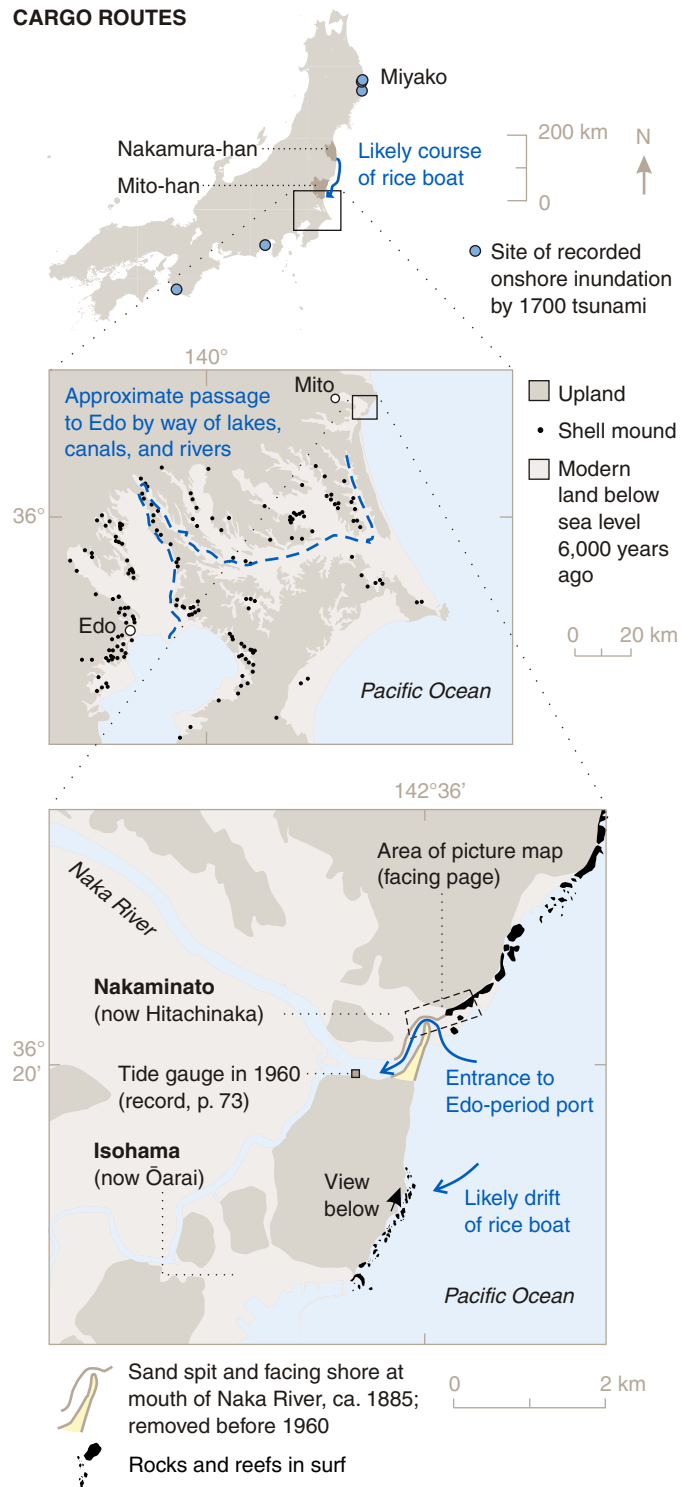 CARGO ROUTES
Miyako
Nakamura-han
Mito-han
Likely course
of rice boat
200 km
0
N
Site of recorded
onshore inundation
by 1700 tsunami
140°
Approximate passage
to Edo by way of lakes,
canals, and rivers
Mito
36°
Edo
Pacific Ocean
Upland
Shell mound
Modern
land below
sea level
6,000 years
ago
0 20 km
142°36'
Naka River
Area of picture map
(facing page)
Nakaminato
(now Hitachinaka)
36°
20'
Tide gauge in 1960
(record, p. 73)
Entrance to
Edo-period port
Isohama
(now Ōarai)
View
below
Likely drift
of rice boat
Pacific Ocean
Sand spit and facing shore at
mouth of Naka River, ca. 1885;
removed before 1960
0 2 km
Rocks and reefs in surf